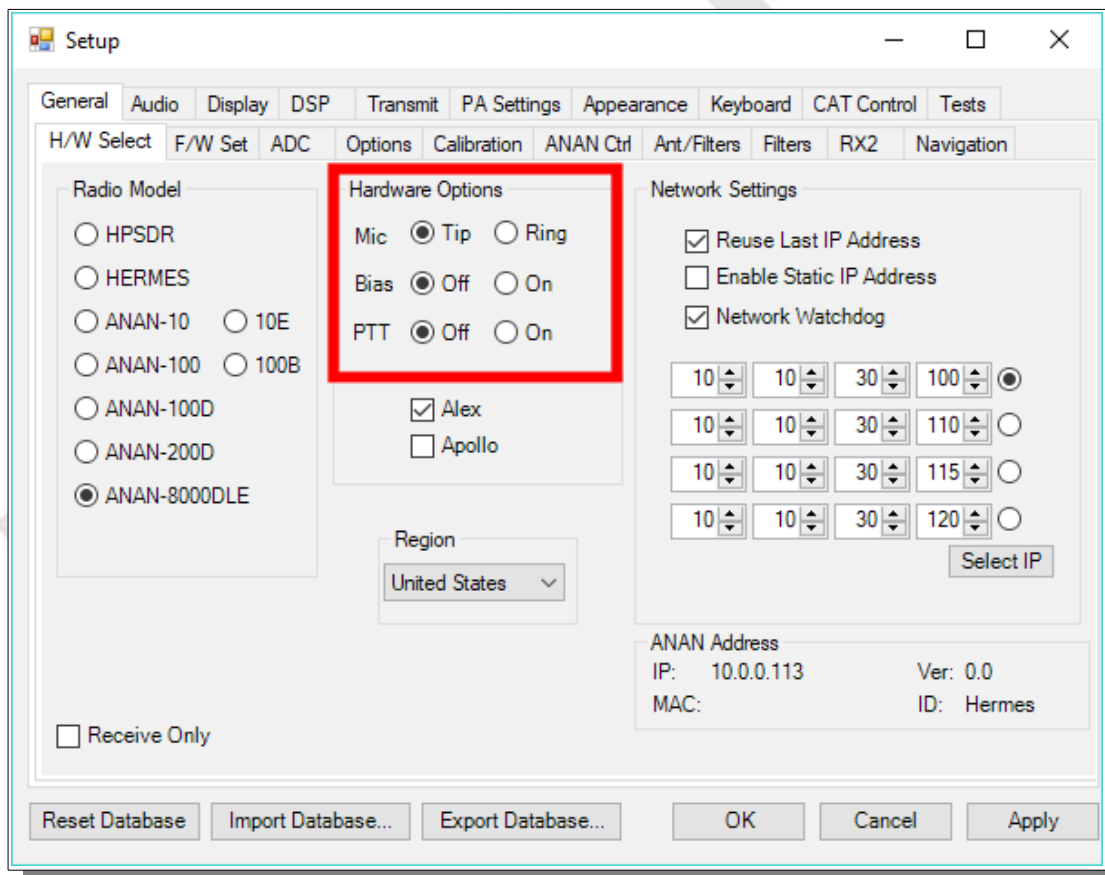 Setup
General Audio Display DSP Transmit PA Settings Appearance Keyboard CAT Control Tests
H/W Select F/W Set ADC Options Calibration ANAN Ctrl Ant/Filters Filters RX2 Navigation
Radio Model
HPSDR
HERMES
ANAN-10 10E
ANAN-100 100B
ANAN-100D
ANAN-200D
ANAN-8000DLE
Hardware Options
Mic Tip Ring
Bias Off On
PTT Off On
Alex
Apollo
Region
United States
Network Settings
Reuse Last IP Address
Enable Static IP Address
Network Watchdog
10 10 30 100
10 10 30 110
10 10 30 115
10 10 30 120
Select IP
ANAN Address
IP: 10.0.0.113 Ver: 0.0
MAC: ID: Hermes
Receive Only
Reset Database Import Database... Export Database... OK Cancel Apply